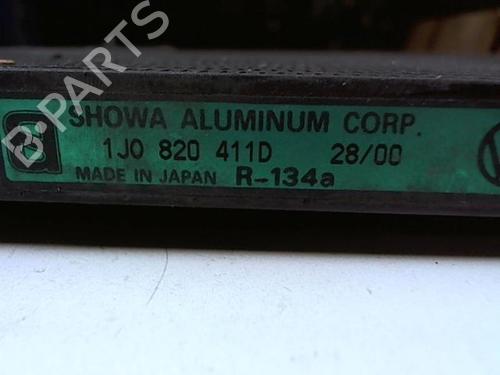 B-PARTS
SHOWA ALUMINUM CORP.
1J0 820 411D 28/00
MADE IN JAPAN R-134a